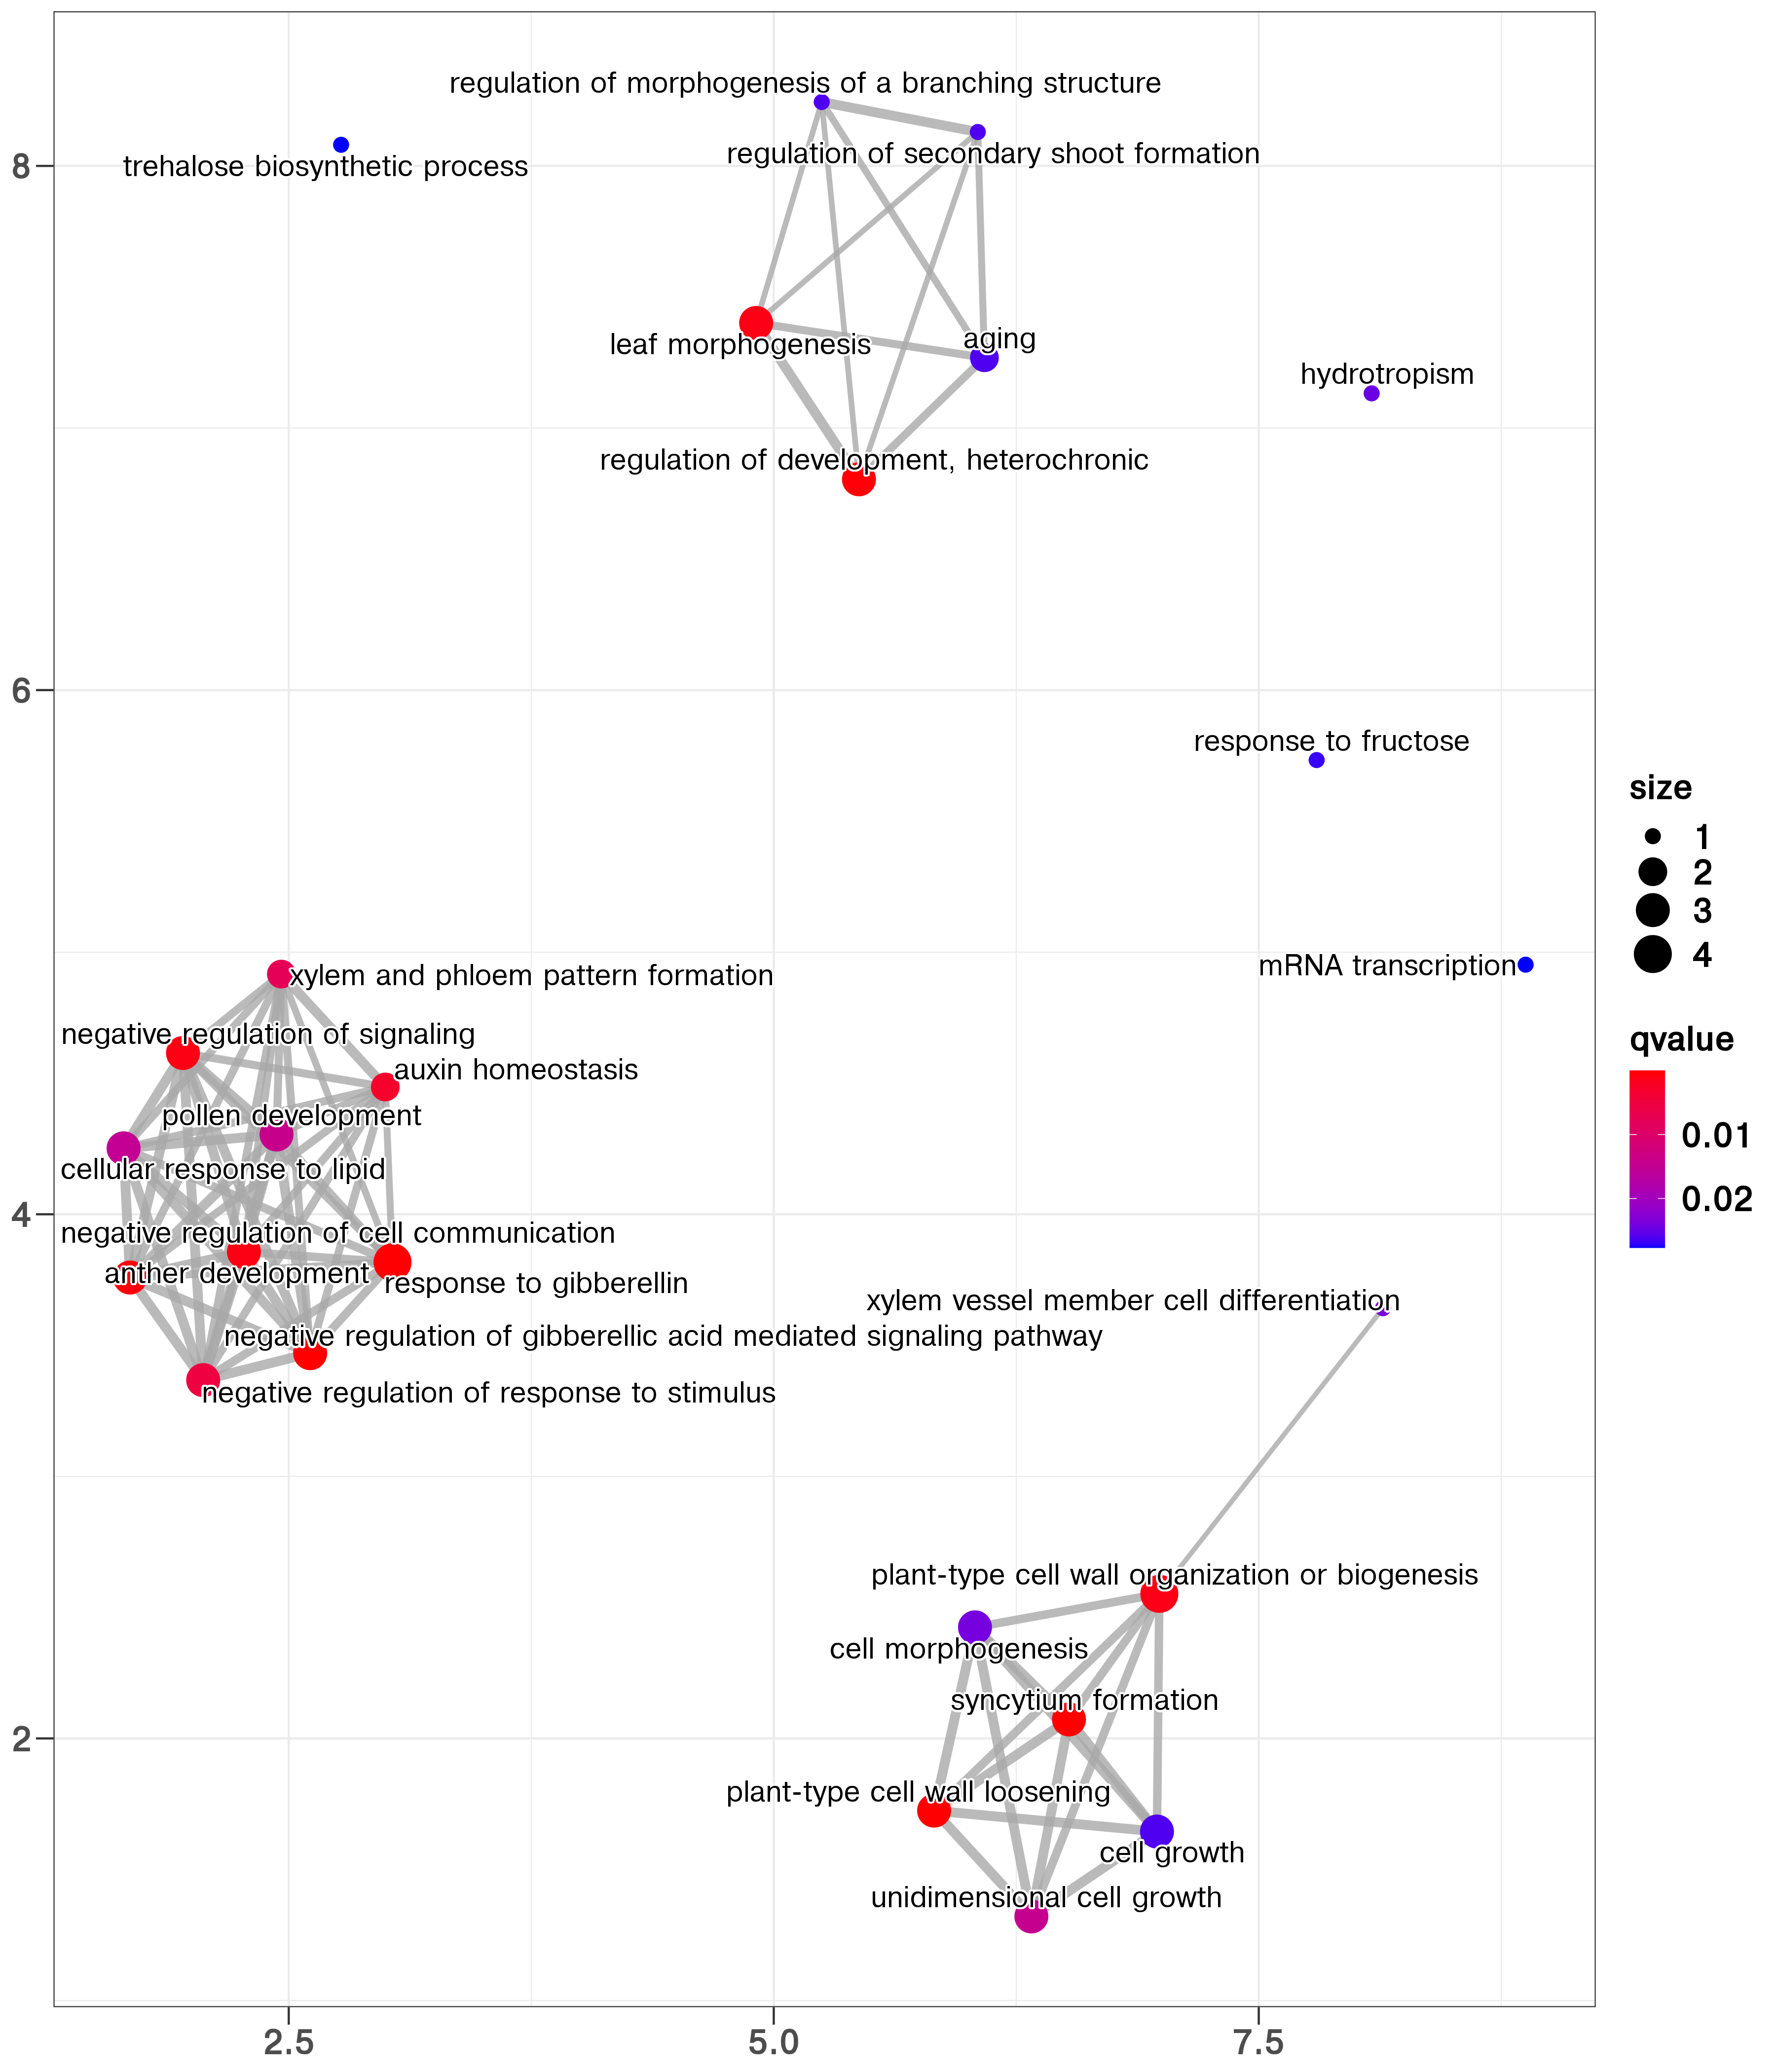 regulation of morphogenesis of a branching structure
trehalose biosynthetic process
regulation of secondary shoot formation
8
leaf morphogenesis
aging
hydrotropism
regulation of development, heterochronic
6
response to fructose
size
1
2
3
4
mRNA transcription
xylem and phloem pattern formation
negative regulation of signaling
auxin homeostasis
pollen development
cellular response to lipid
qvalue
0.01
0.02
4
negative regulation of cell communication
anther development
response to gibberellin
xylem vessel member cell differentiation
negative regulation of gibberellic acid mediated signaling pathway
negative regulation of response to stimulus
plant-type cell wall organization or biogenesis
cell morphogenesis
syncytium formation
2
plant-type cell wall loosening
cell growth
unidimensional cell growth
2.5
5.0
7.5